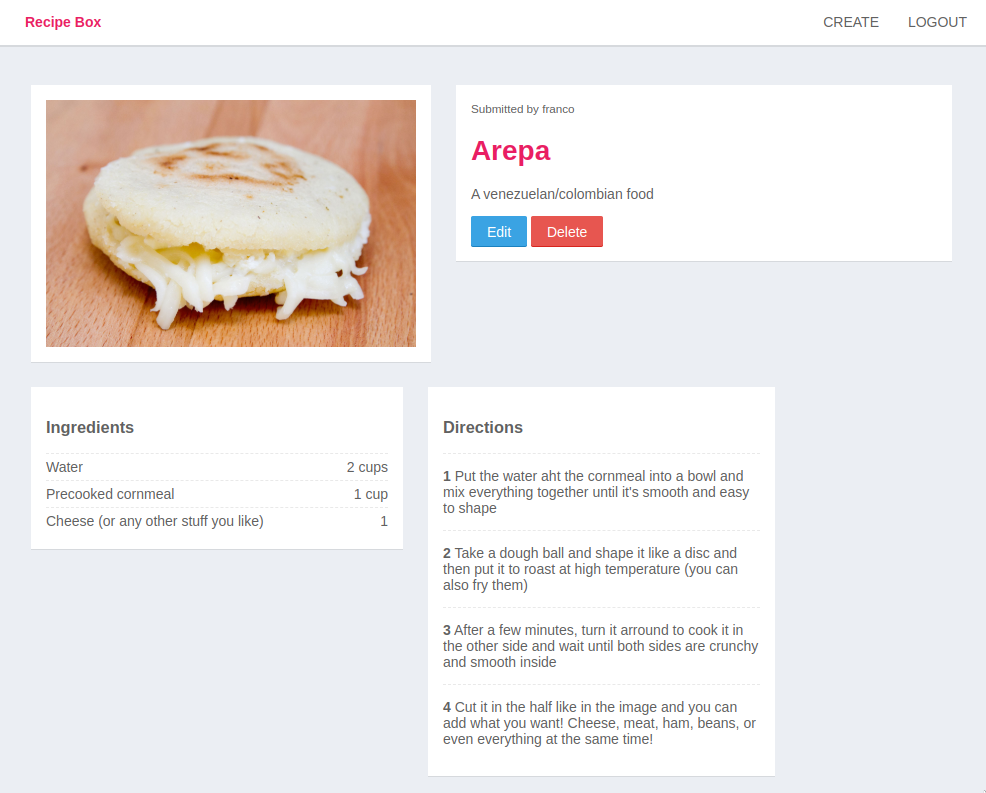 Recipe Box
CREATE
LOGOUT
Submitted by franco
Arepa
A venezuelan/colombian food
Edit
Delete
Ingredients
Water 2 cups
Precooked cornmeal 1 cup
Cheese (or any other stuff you like) 1
Directions
1 Put the water aht the cornmeal into a bowl and
mix everything together until it's smooth and easy
to shape
2 Take a dough ball and shape it like a disc and
then put it to roast at high temperature (you can
also fry them)
3 After a few minutes, turn it arround to cook it in
the other side and wait until both sides are crunchy
and smooth inside
4 Cut it in the half like in the image and you can
add what you want! Cheese, meat, ham, beans, or
even everything at the same time!